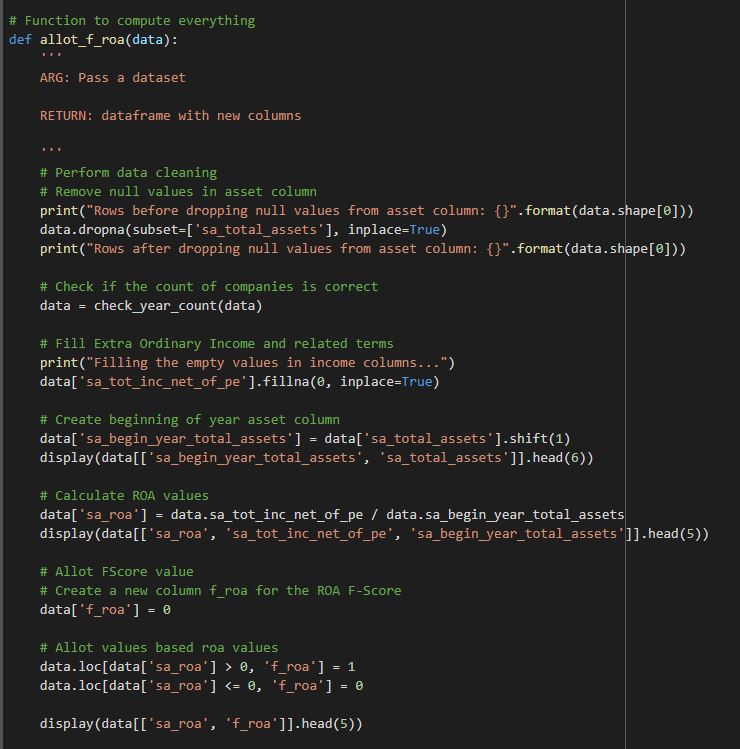 # Function to compute everything
def allot_f_roa(data):
    '''
    ARG: Pass a dataset

    RETURN: dataframe with new columns

    '''
    # Perform data cleaning
    # Remove null values in asset column
    print("Rows before dropping null values from asset column: {}".format(data.shape[0]))
    data.dropna(subset=['sa_total_assets'], inplace=True)
    print("Rows after dropping null values from asset column: {}".format(data.shape[0]))

    # Check if the count of companies is correct
    data = check_year_count(data)

    # Fill Extra Ordinary Income and related terms
    print("Filling the empty values in income columns...")
    data['sa_tot_inc_net_of_pe'].fillna(0, inplace=True)

    # Create beginning of year asset column
    data['sa_begin_year_total_assets'] = data['sa_total_assets'].shift(1)
    display(data[['sa_begin_year_total_assets', 'sa_total_assets']].head(6))

    # Calculate ROA values
    data['sa_roa'] = data.sa_tot_inc_net_of_pe / data.sa_begin_year_total_assets
    display(data[['sa_roa', 'sa_tot_inc_net_of_pe', 'sa_begin_year_total_assets']].head(5))

    # Allot FScore value
    # Create a new column f_roa for the ROA F-Score
    data['f_roa'] = 0

    # Allot values based roa values
    data.loc[data['sa_roa'] > 0, 'f_roa'] = 1
    data.loc[data['sa_roa'] <= 0, 'f_roa'] = 0

    display(data[['sa_roa', 'f_roa']].head(5))